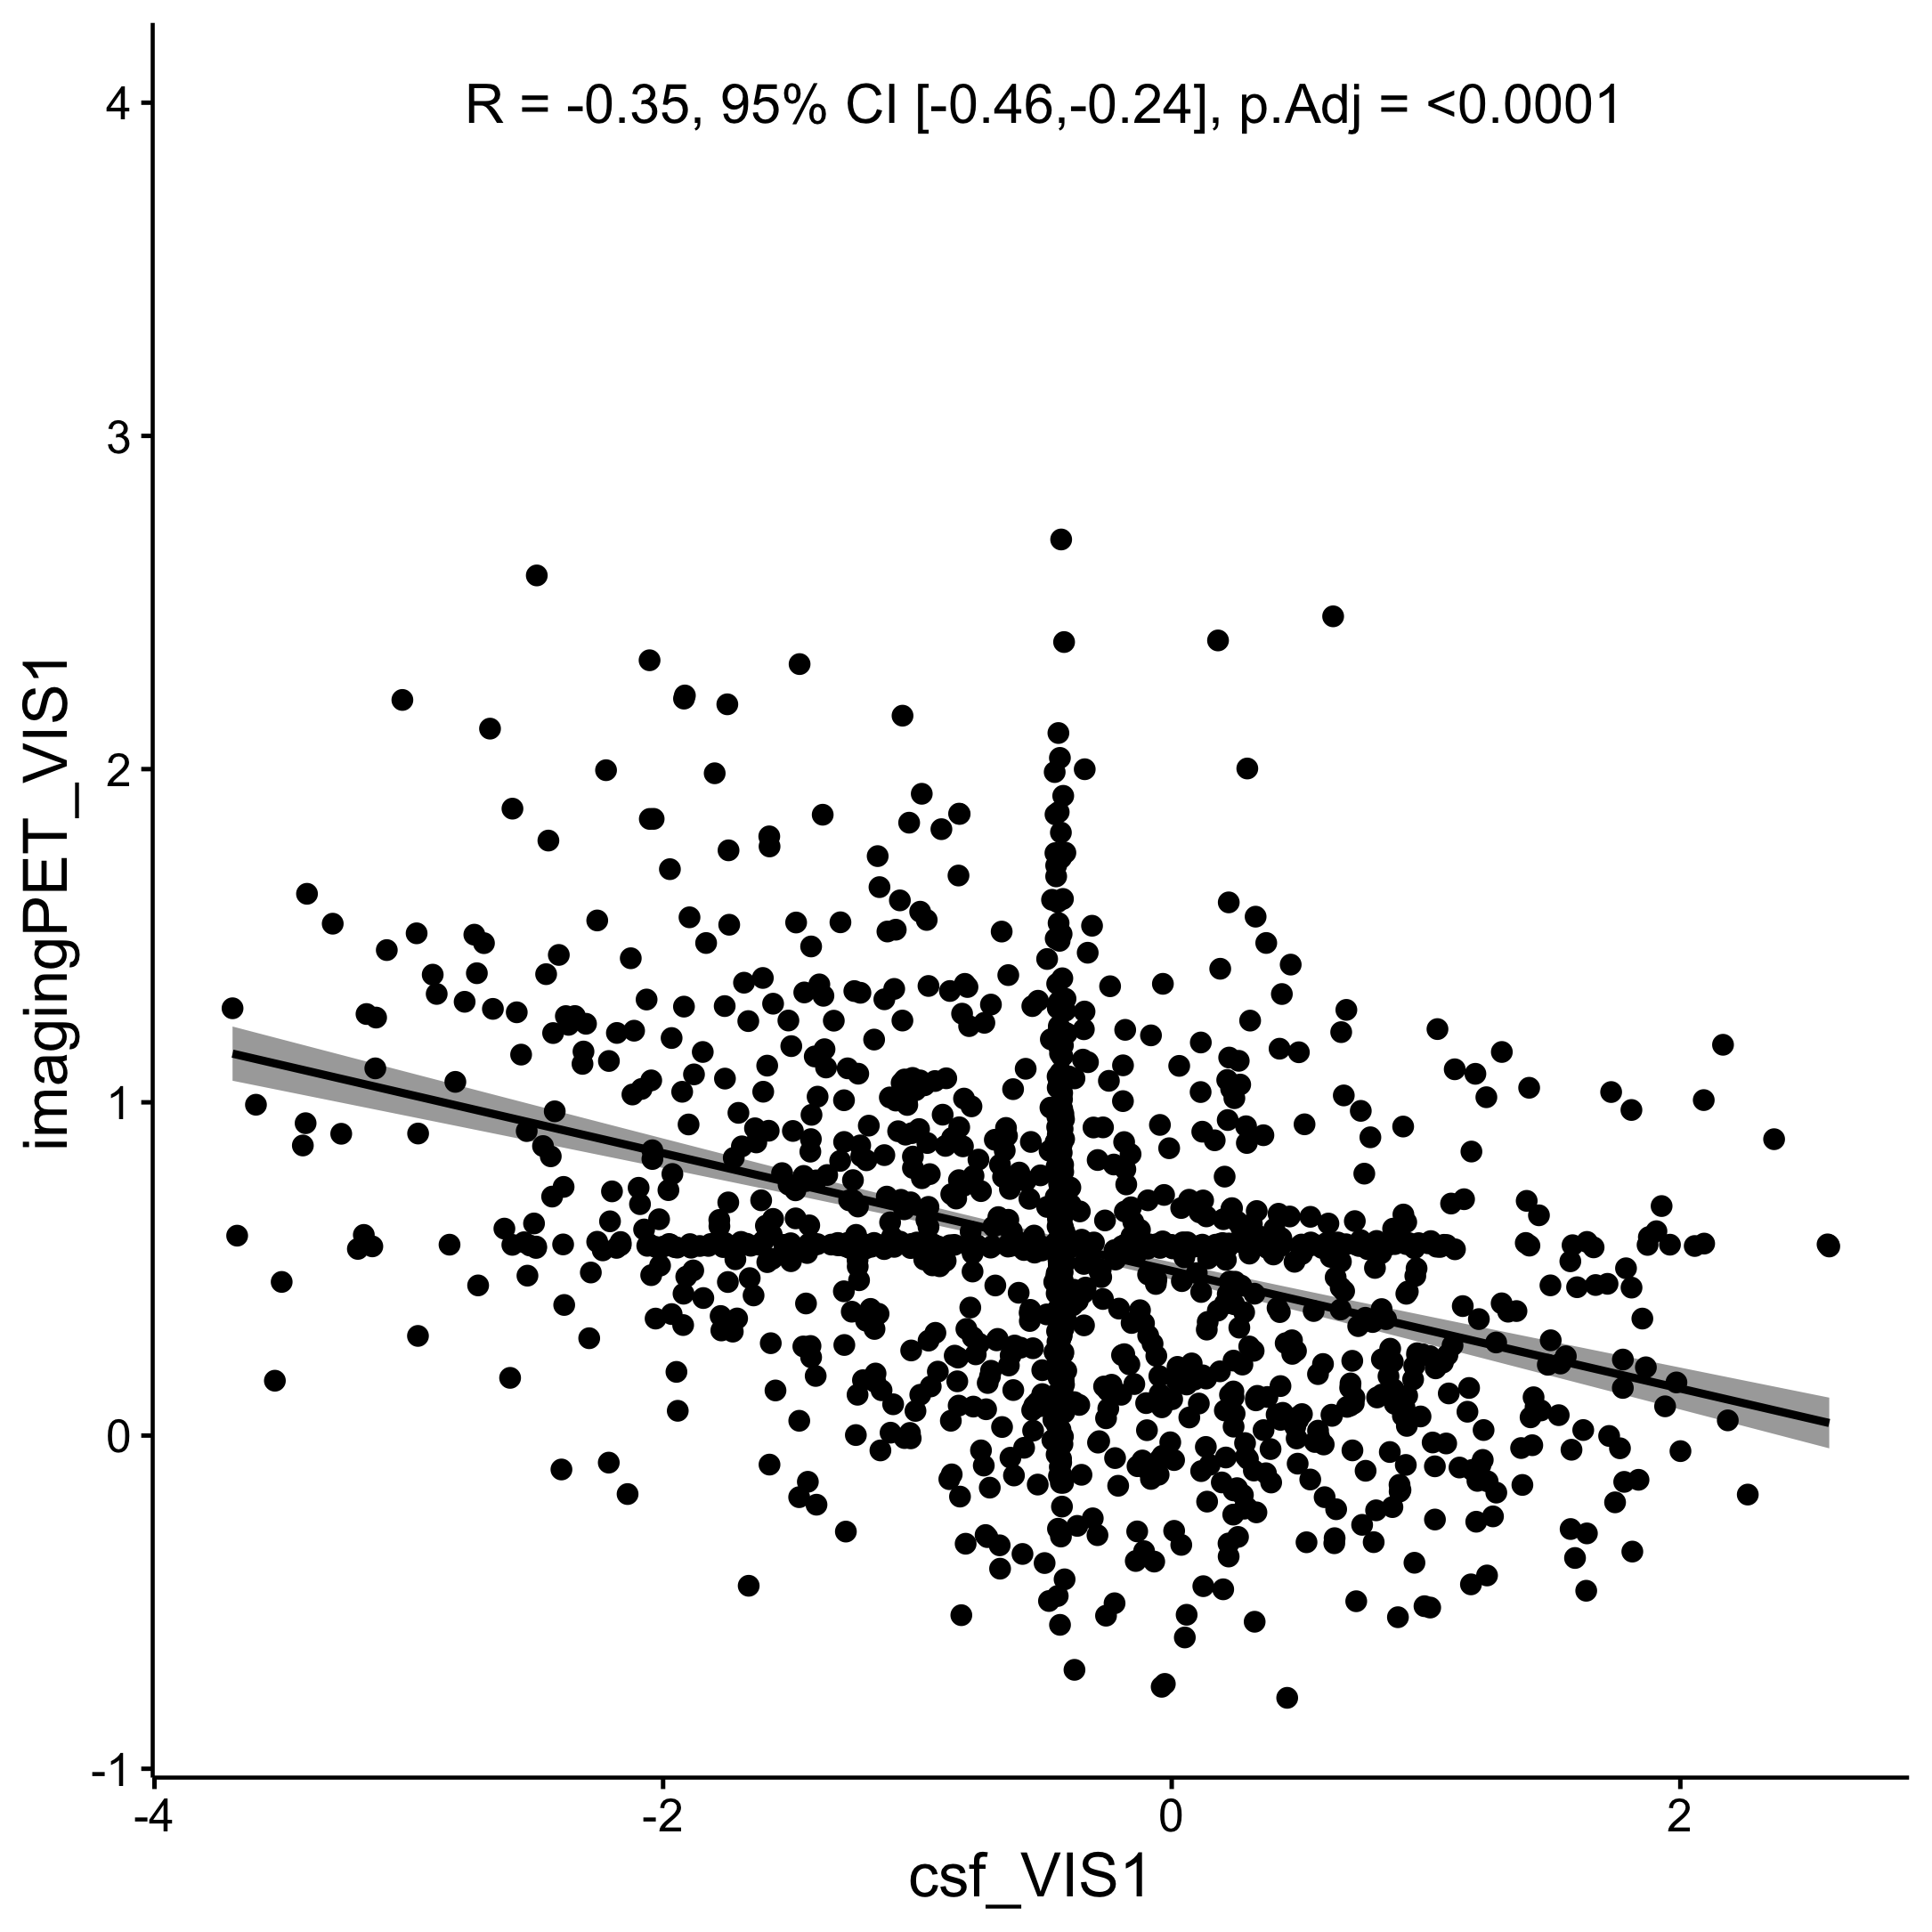 R = -0.35, 95% CI [-0.46,-0.24], p.Adj = <0.0001
4
3
2
1
0
-1
imagingPET_VIS1
-4 -2 0 2
csf_VIS1